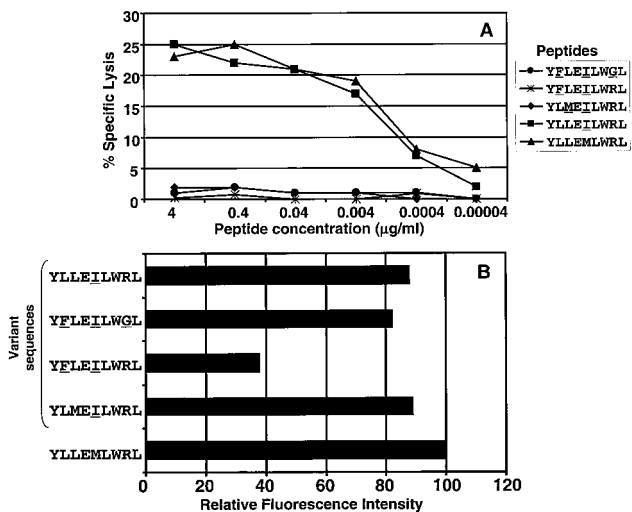 A
% Specific Lysis
30
25
20
15
10
5
0
4 0.4 0.04 0.004 0.0004 0.00004
Peptide concentration (μg/ml)
Peptides
YFLEILWGL
YFLEILWRL
YLMEILWRL
YLLEILWRL
YLLEMLWRL
B
Variant
sequences
YLLEILWRL
YFLEILWGL
YFLEILWRL
YLMEILWRL
YLLEMLWRL
0 20 40 60 80 100 120
Relative Fluorescence Intensity